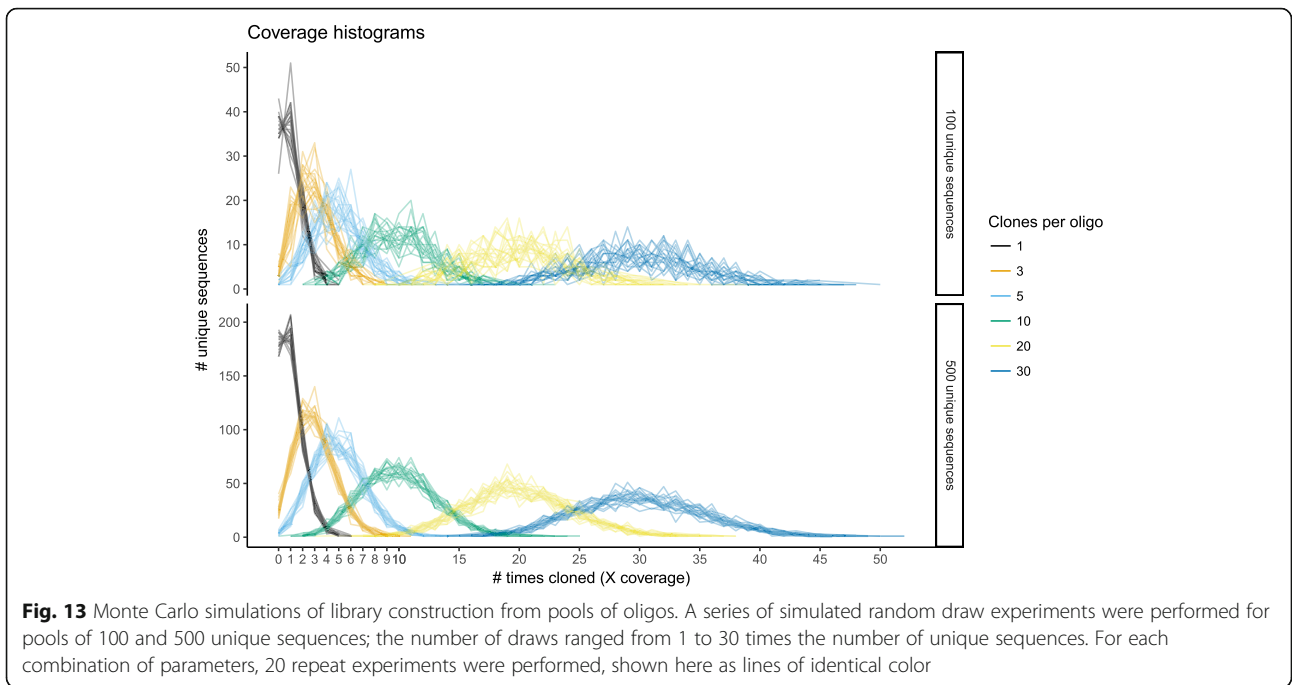 Coverage histograms
50
40
30
20
10
0
100 unique sequences
200
150
100
50
0
500 unique sequences
# unique sequences
0 1 2 3 4 5 6 7 8 9 10 15 20 25 30 35 40 45 50
# times cloned (X coverage)
Clones per oligo
1
3
5
10
20
30
Fig. 13 Monte Carlo simulations of library construction from pools of oligos. A series of simulated random draw experiments were performed for
pools of 100 and 500 unique sequences; the number of draws ranged from 1 to 30 times the number of unique sequences. For each
combination of parameters, 20 repeat experiments were performed, shown here as lines of identical color